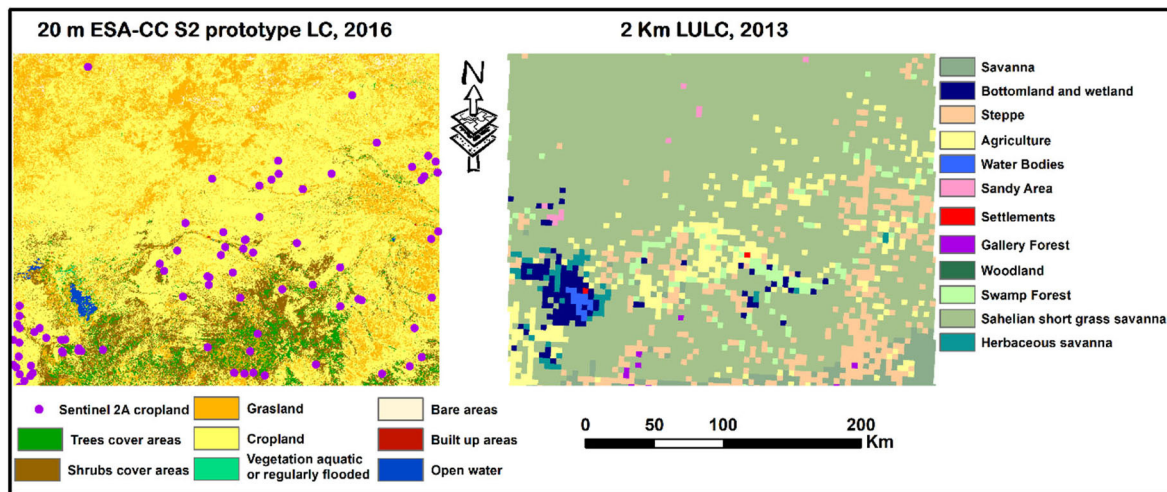 20 m ESA-CC S2 prototype LC, 2016
2 Km LULC, 2013
N
Savanna
Bottomland and wetland
Steppe
Agriculture
Water Bodies
Sandy Area
Settlements
Gallery Forest
Woodland
Swamp Forest
Sahelian short grass savanna
Herbaceous savanna
Sentinel 2A cropland
Grasland
Bare areas
Trees cover areas
Cropland
Built up areas
Shrubs cover areas
Vegetation aquatic
or regularly flooded
Open water
0 50 100 200
Km